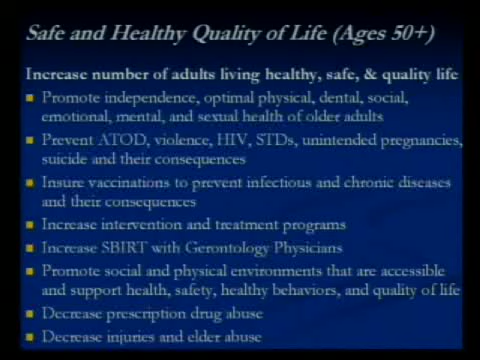 Safe and Healthy Quality of Life (Ages 50+)
Increase number of adults living healthy, safe, & quality life
Promote independence, optimal physical, dental, social,
emotional, mental, and sexual health of older adults
Prevent ATOD, violence, HIV, STDs, unintended pregnancies,
suicide and their consequences
Insure vaccinations to prevent infectious and chronic diseases
and their consequences
Increase intervention and treatment programs
Increase SBIRT with Gerontology Physicians
Promote social and physical environments that are accessible
and support health, safety, healthy behaviors, and quality of life
Decrease prescription drug abuse
Decrease injuries and elder abuse